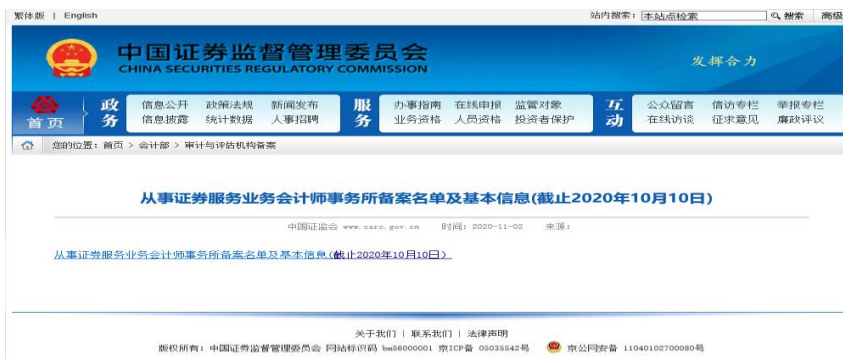 繁体版 | English 站内搜索: 本站点检索 搜索 高级
中国证券监督管理委员会
CHINA SECURITIES REGULATORY COMMISSION
发挥合力
首页 政务 信息公开 政策法规 新闻发布 服务 办事指南 在线申报 监管对象 互动 公众留言 信访专栏 举报专栏
信息披露 统计数据 人事招聘 业务资格 人员资格 投资者保护 在线访谈 征求意见 廉政评议
您的位置: 首页 > 会计部 > 审计与评估机构备案
从事证券服务业务会计师事务所备案名单及基本信息(截止2020年10月10日)
中国证监会 www.csrc.gov.cn 时间: 2020-11-02 来源:
从事证券服务业务会计师事务所备案名单及基本信息(截止2020年10月10日)
关于我们 | 联系我们 | 法律声明
版权所有: 中国证券监督管理委员会 网站标识码 bm56000001 京ICP备 05035542号 京公网安备 11040102700080号